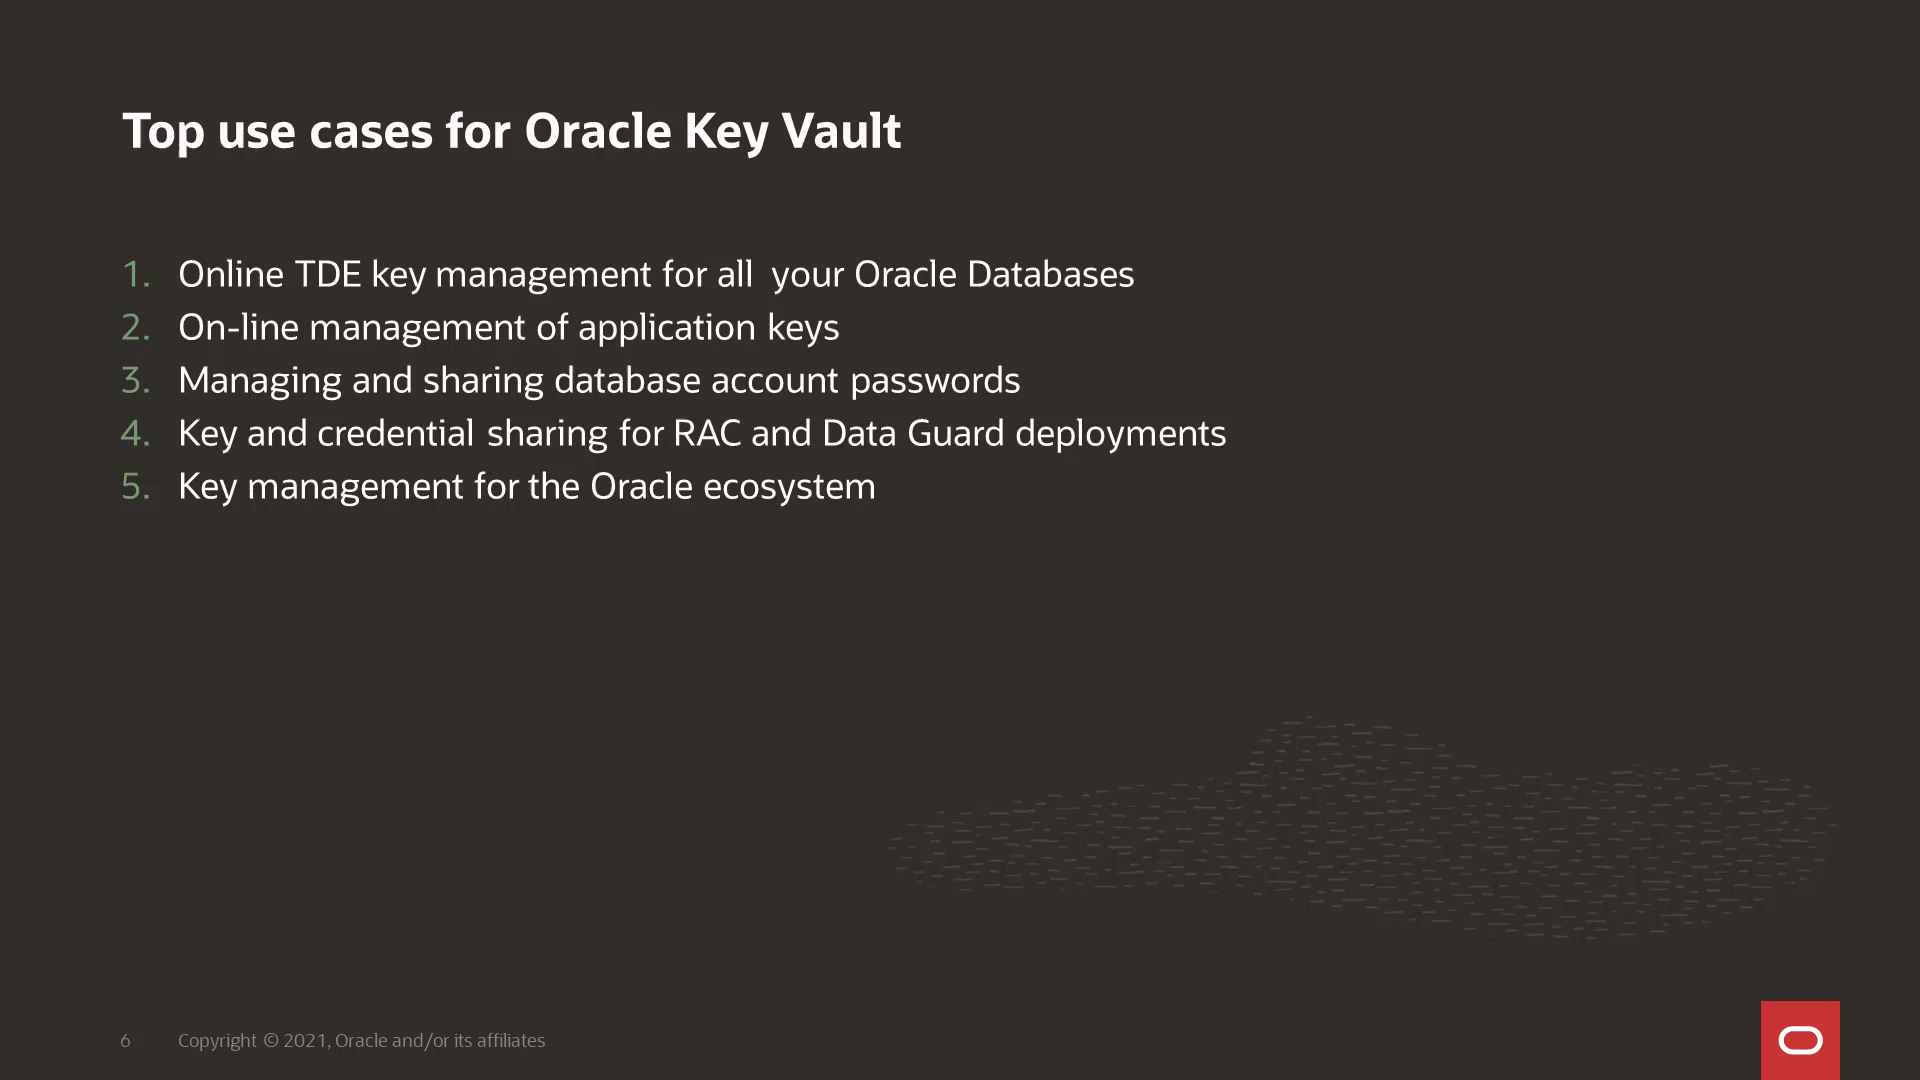 Top use cases for Oracle Key Vault
1. Online TDE key management for all  your Oracle Databases
2. On-line management of application keys
3. Managing and sharing database account passwords
4. Key and credential sharing for RAC and Data Guard deployments
5. Key management for the Oracle ecosystem
6 Copyright © 2021, Oracle and/or its affiliates